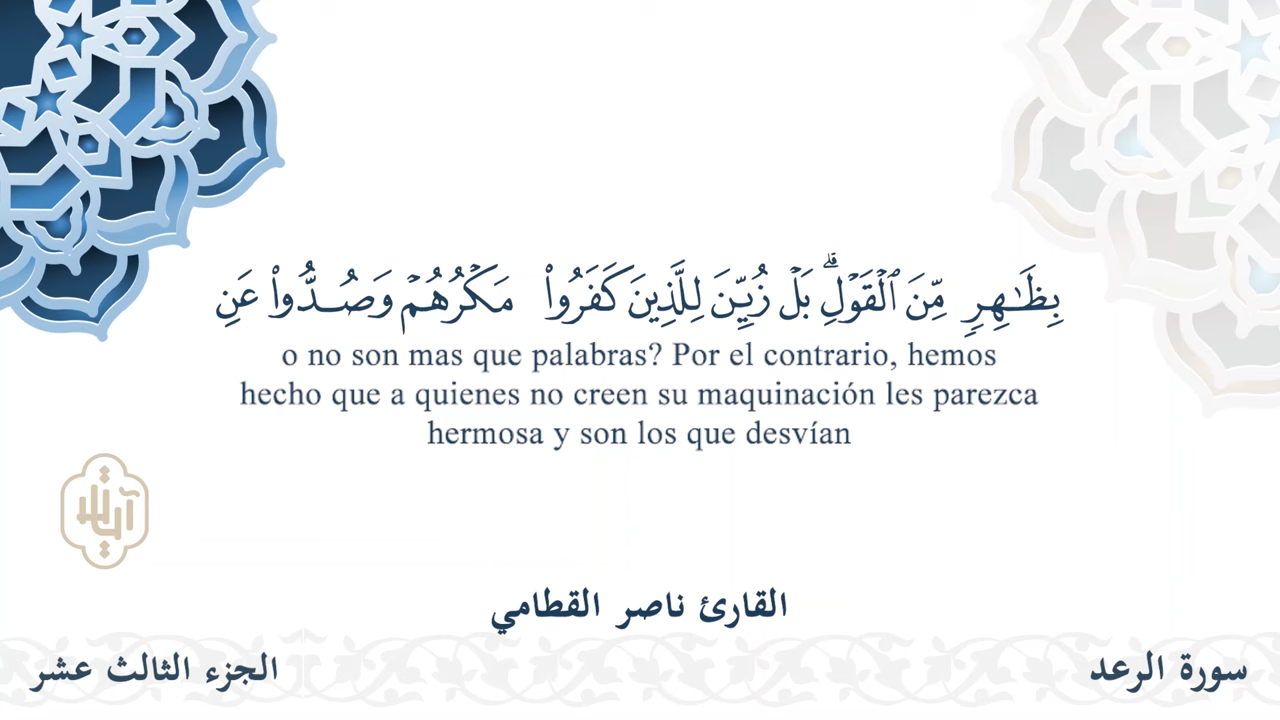 بِظَـٰهِرٍ مِّنَ ٱلْقَوْلِ ۗ بَلْ زُيِّنَ لِلَّذِينَ كَفَرُوا۟ مَكْرُهُمْ وَصُدُّوا۟ عَنِ
o no son mas que palabras? Por el contrario, hemos
hecho que a quienes no creen su maquinación les parezca
hermosa y son los que desvían
القارئ ناصر القطامي
سورة الرعد
الجزء الثالث عشر